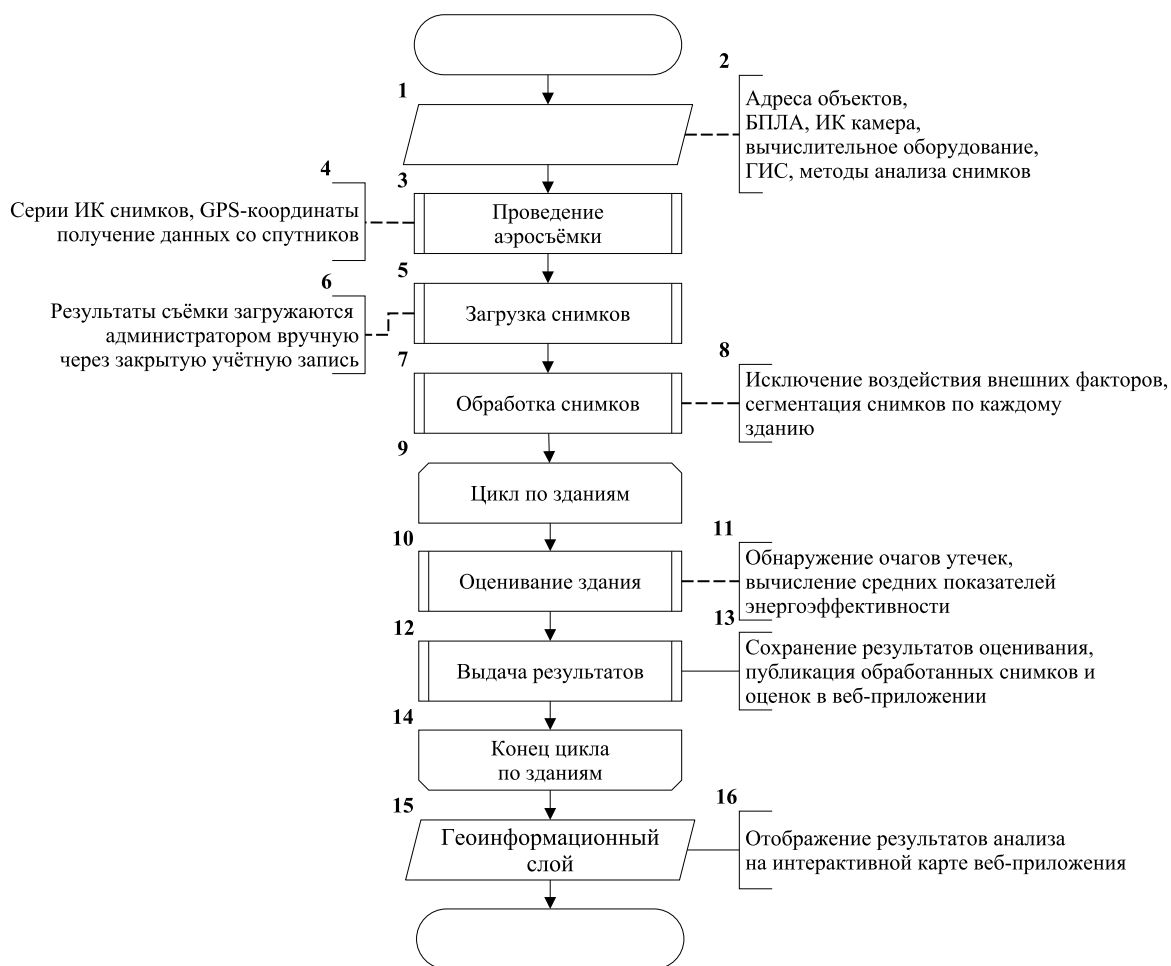 1
2
Адреса объектов,
БПЛА, ИК камера,
вычислительное оборудование,
ГИС, методы анализа снимков
3
Проведение
аэросъёмки
4
Серии ИК снимков, GPS-координаты
получение данных со спутников
5
Загрузка снимков
6
Результаты съёмки загружаются
администратором вручную
через закрытую учётную запись
7
Обработка снимков
8
Исключение воздействия внешних факторов,
сегментация снимков по каждому
зданию
9
Цикл по зданиям
10
Оценивание здания
11
Обнаружение очагов утечек,
вычисление средних показателей
энергоэффективности
12
Выдача результатов
13
Сохранение результатов оценивания,
публикация обработанных снимков и
оценок в веб-приложении
14
Конец цикла
по зданиям
15
Геоинформационный
слой
16
Отображение результатов анализа
на интерактивной карте веб-приложения